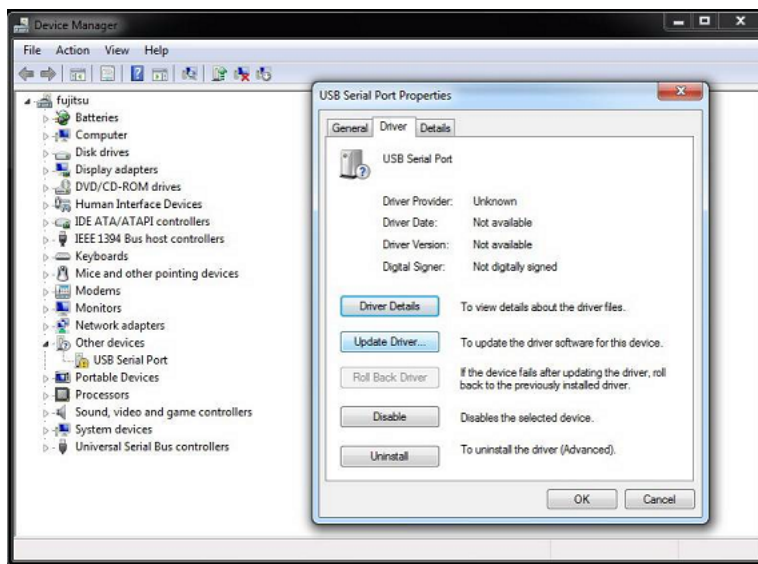 Device Manager
File Action View Help
fujitsu
Batteries
Computer
Disk drives
Display adapters
DVD/CD-ROM drives
Human Interface Devices
IDE ATA/ATAPI controllers
IEEE 1394 Bus host controllers
Keyboards
Mice and other pointing devices
Modems
Monitors
Network adapters
Other devices
USB Serial Port
Portable Devices
Processors
Sound, video and game controllers
System devices
Universal Serial Bus controllers
USB Serial Port Properties
General Driver Details
USB Serial Port
Driver Provider: Unknown
Driver Date: Not available
Driver Version: Not available
Digital Signer: Not digitally signed
Driver Details To view details about the driver files.
Update Driver... To update the driver software for this device.
Roll Back Driver If the device fails after updating the driver, roll
back to the previously installed driver.
Disable Disables the selected device.
Uninstall To uninstall the driver (Advanced).
OK Cancel